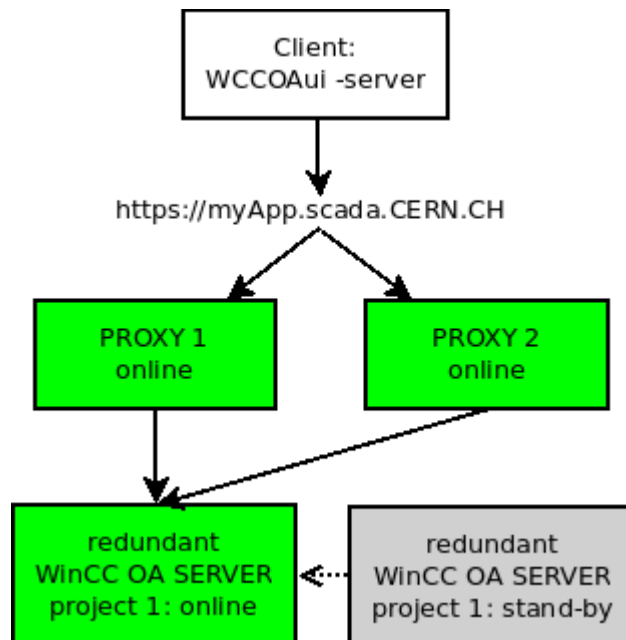 Client:
WCCOAui -server
https://myApp.scada.CERN.CH
PROXY 1
online
PROXY 2
online
redundant
WinCC OA SERVER
project 1: online
redundant
WinCC OA SERVER
project 1: stand-by